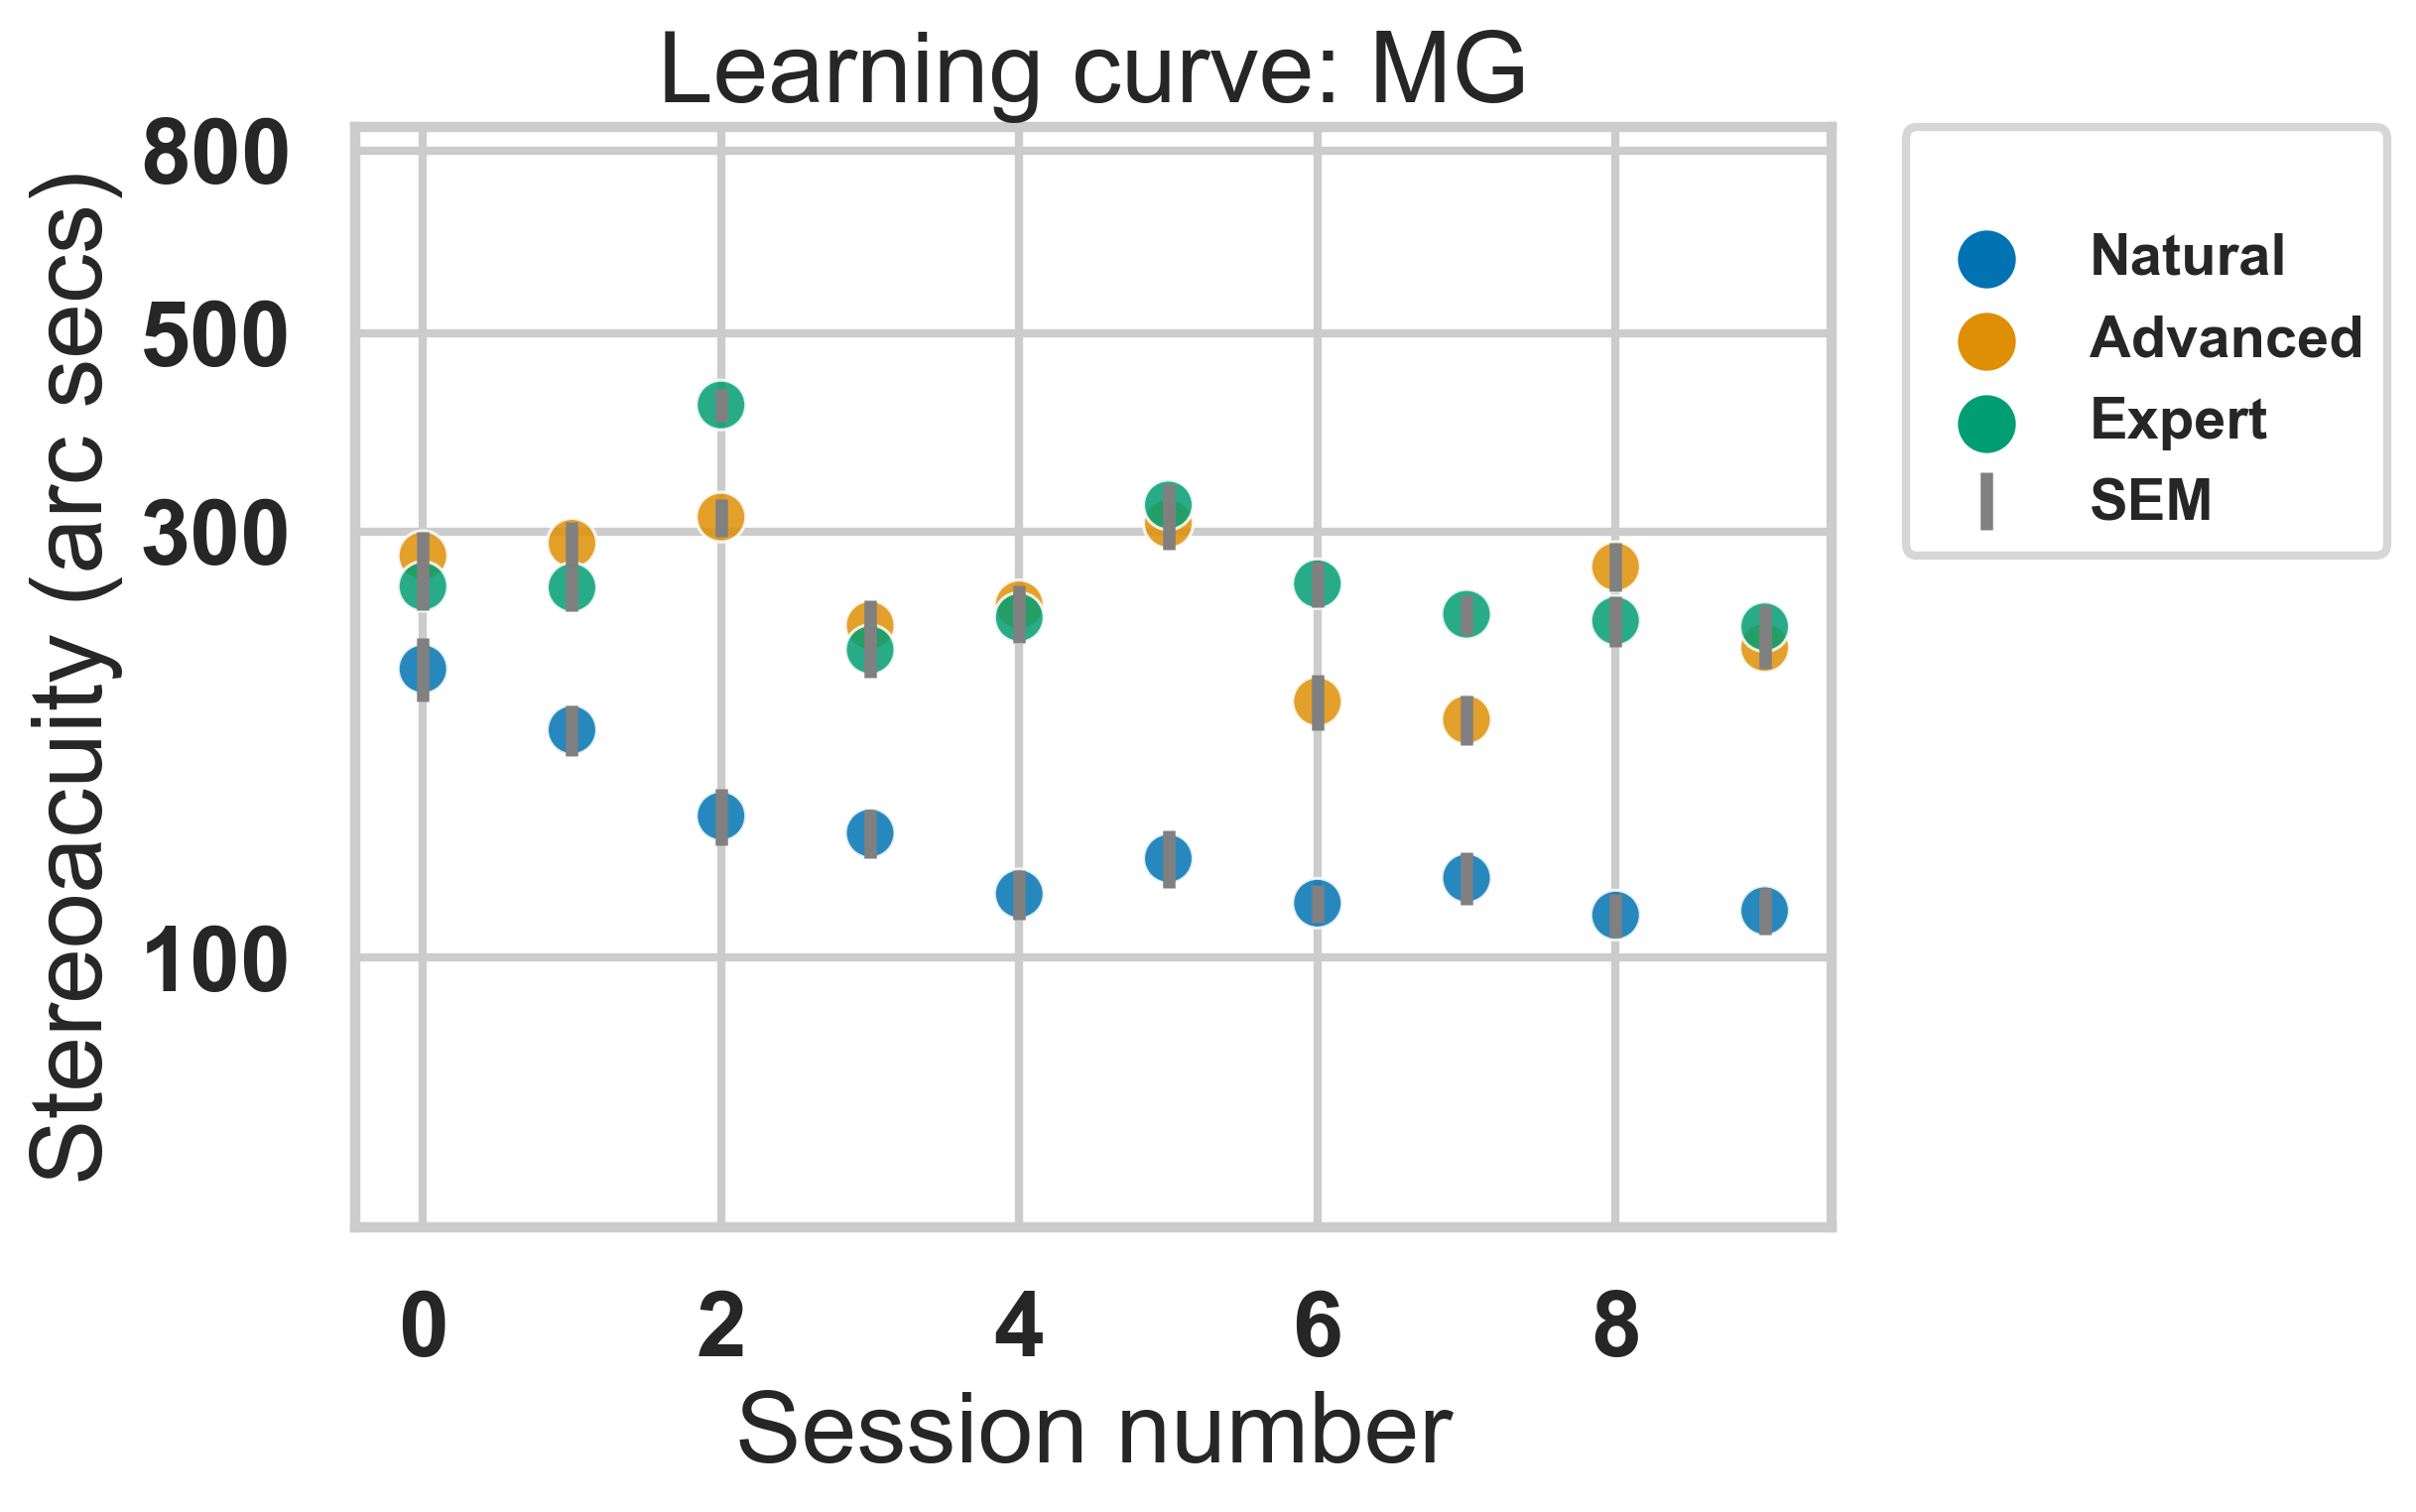 Learning curve: MG
800
500
300
100
Stereoacuity (arc secs)
0 2 4 6 8
Session number
Natural
Advanced
Expert
SEM